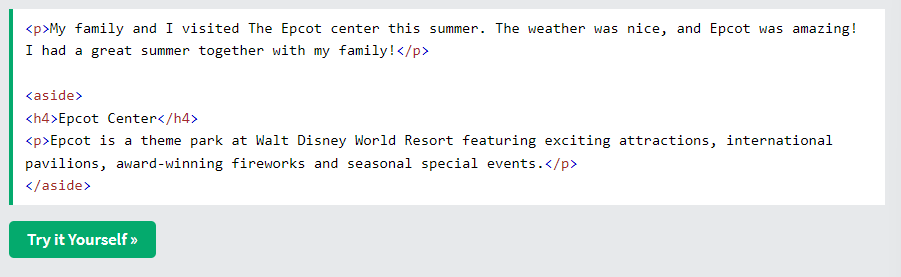 <p>My family and I visited The Epcot center this summer. The weather was nice, and Epcot was amazing!
I had a great summer together with my family!</p>
<aside>
<h4>Epcot Center</h4>
<p>Epcot is a theme park at Walt Disney World Resort featuring exciting attractions, international
pavilions, award-winning fireworks and seasonal special events.</p>
</aside>
Try it Yourself »